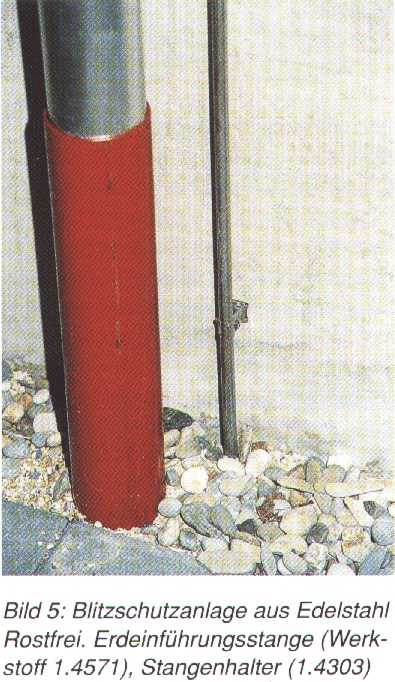 Bild 5: Blitzschutzanlage aus Edelstahl
Rostfrei. Erdeinführungsstange (Werk-
stoff 1.4571), Stangenhalter (1.4303)